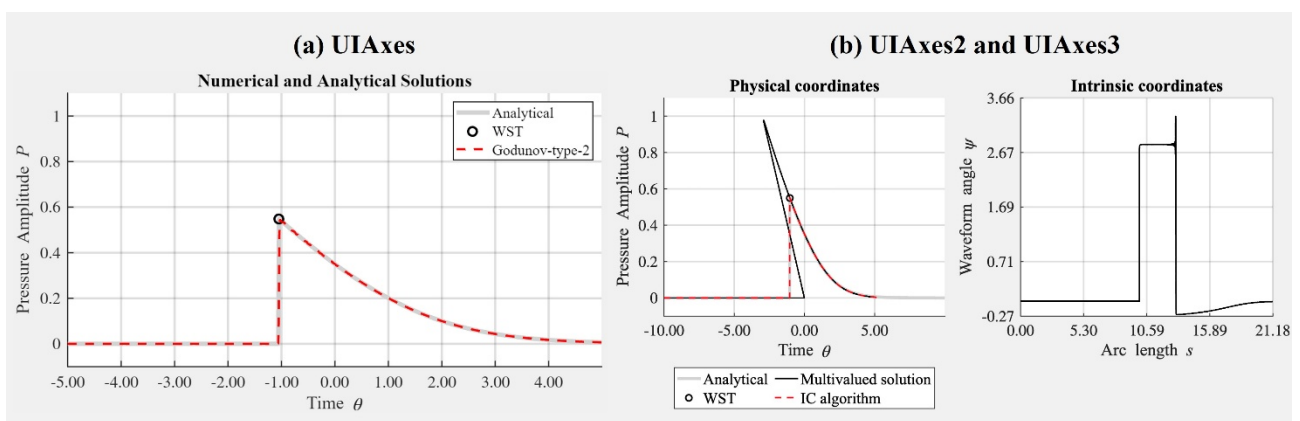 (a) UIAxes
Numerical and Analytical Solutions
Pressure Amplitude P
1
0.8
0.6
0.4
0.2
0
Analytical
WST
Godunov-type-2
-5.00 -4.00 -3.00 -2.00 -1.00 0.00 1.00 2.00 3.00 4.00
Time θ
(b) UIAxes2 and UIAxes3
Physical coordinates
Pressure Amplitude P
1
0.8
0.6
0.4
0.2
0
-10.00 -5.00 0.00 5.00
Time θ
Analytical Multivalued solution
WST IC algorithm
Intrinsic coordinates
Waveform angle ψ
3.66
2.67
1.69
0.71
-0.27
0.00 5.30 10.59 15.89 21.18
Arc length s